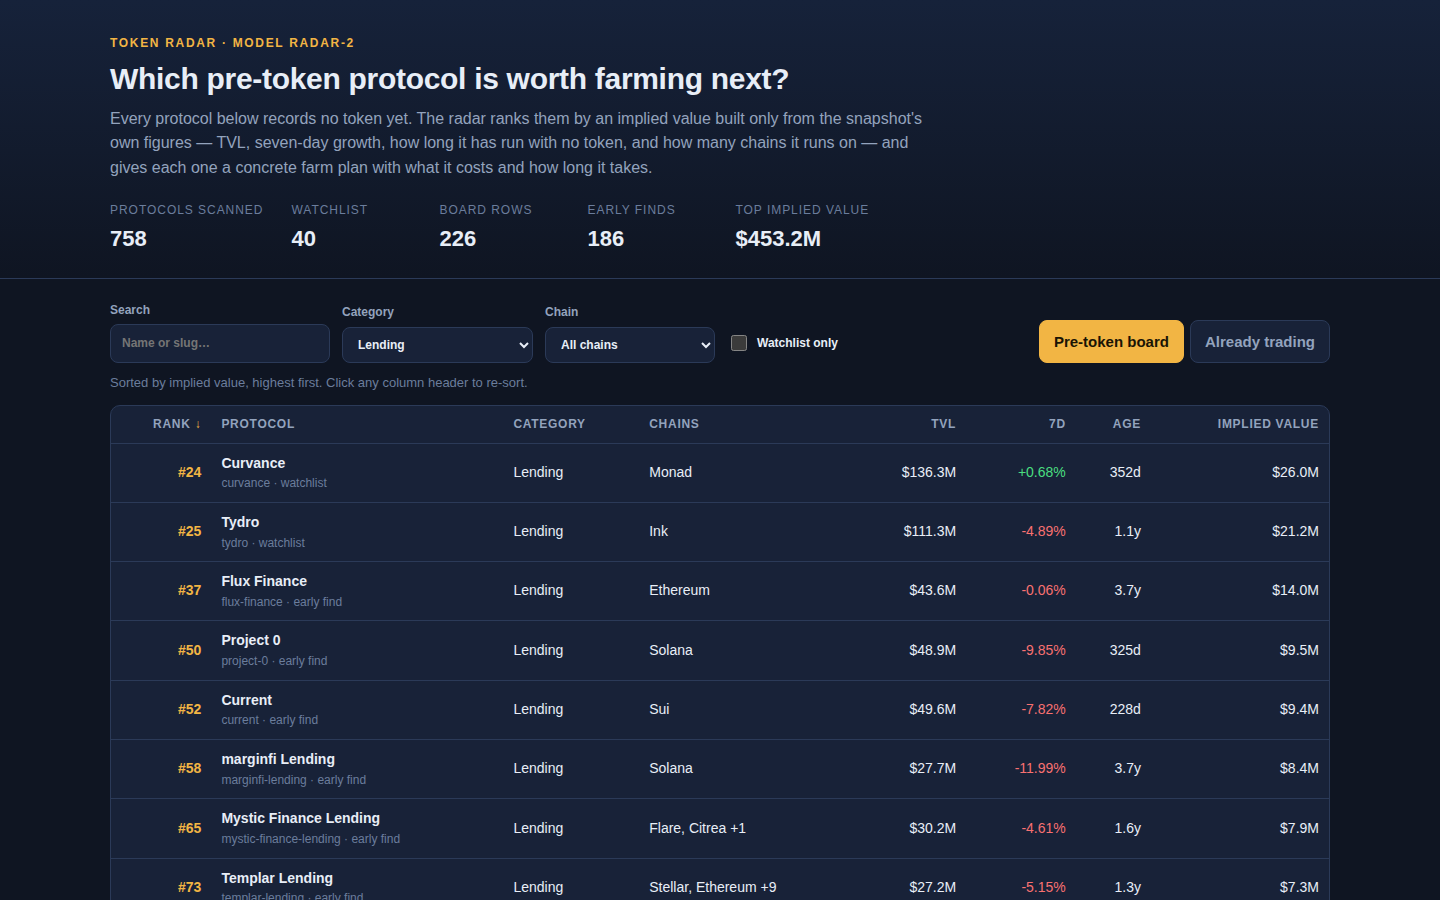 TOKEN RADAR · MODEL RADAR-2
Which pre-token protocol is worth farming next?
Every protocol below records no token yet. The radar ranks them by an implied value built only from the snapshot's
own figures — TVL, seven-day growth, how long it has run with no token, and how many chains it runs on — and
gives each one a concrete farm plan with what it costs and how long it takes.
PROTOCOLS SCANNED WATCHLIST BOARD ROWS EARLY FINDS TOP IMPLIED VALUE
758 40 226 186 $453.2M
Search Category Chain
Name or slug… Lending All chains Watchlist only Pre-token board Already trading
Sorted by implied value, highest first. Click any column header to re-sort.
RANK ↓ PROTOCOL CATEGORY CHAINS TVL 7D AGE IMPLIED VALUE
#24 Curvance Lending Monad $136.3M +0.68% 352d $26.0M
curvance · watchlist
#25 Tydro Lending Ink $111.3M -4.89% 1.1y $21.2M
tydro · watchlist
#37 Flux Finance Lending Ethereum $43.6M -0.06% 3.7y $14.0M
flux-finance · early find
#50 Project 0 Lending Solana $48.9M -9.85% 325d $9.5M
project-0 · early find
#52 Current Lending Sui $49.6M -7.82% 228d $9.4M
current · early find
#58 marginfi Lending Lending Solana $27.7M -11.99% 3.7y $8.4M
marginfi-lending · early find
#65 Mystic Finance Lending Lending Flare, Citrea +1 $30.2M -4.61% 1.6y $7.9M
mystic-finance-lending · early find
#73 Templar Lending Lending Stellar, Ethereum +9 $27.2M -5.15% 1.3y $7.3M
templar-lending · early find